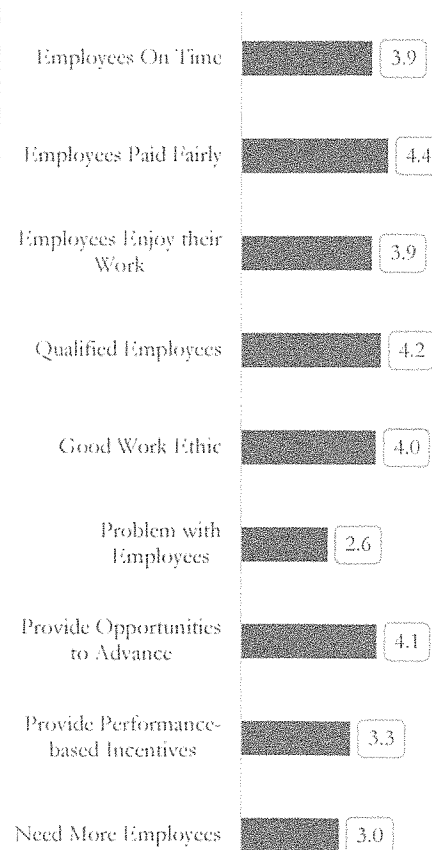 Employees On Time
3.9
Employees Paid Fairly
4.4
Employees Enjoy their
Work
3.9
Qualified Employees
4.2
Good Work Ethic
4.0
Problem with
Employees
2.6
Provide Opportunities
to Advance
4.1
Provide Performance-
based Incentives
3.3
Need More Employees
3.0